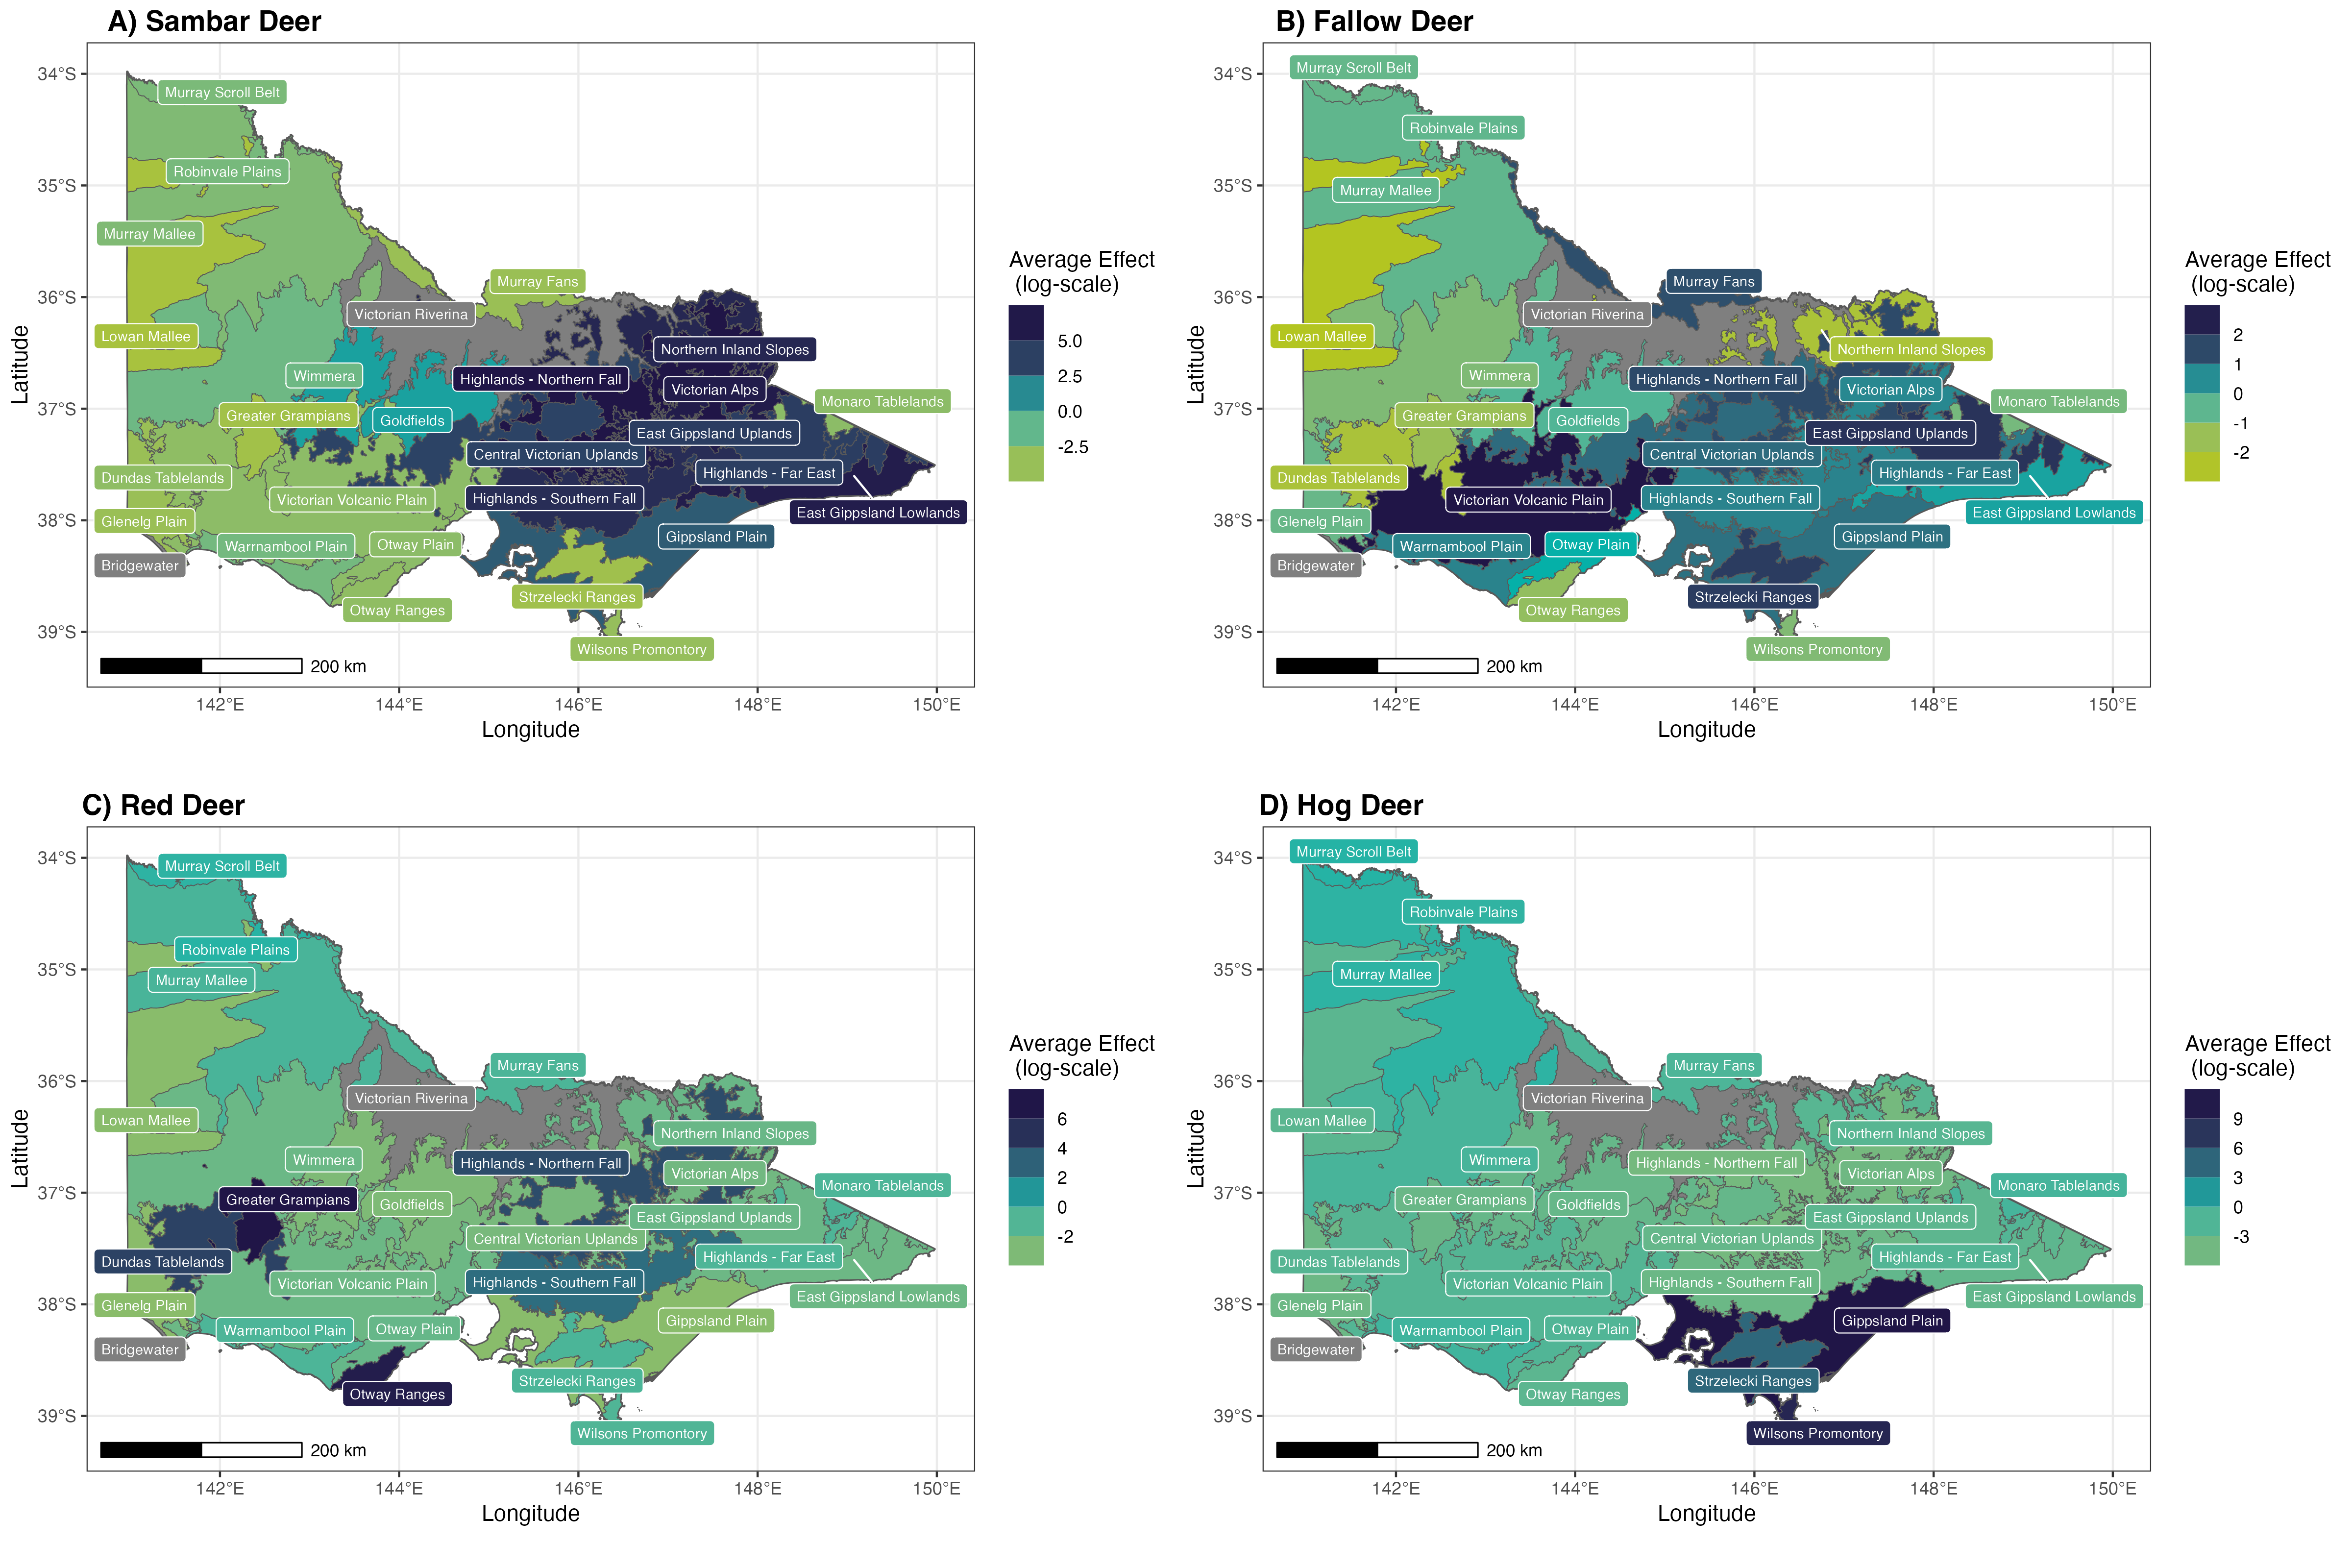 A) Sambar Deer
34°S
35°S
36°S
37°S
38°S
39°S
Latitude
Murray Scroll Belt
Robinvale Plains
Murray Mallee
Murray Fans
Victorian Riverina
Lowan Mallee
Northern Inland Slopes
Wimmera
Highlands - Northern Fall
Victorian Alps
Monaro Tablelands
Greater Grampians
Goldfields
East Gippsland Uplands
Central Victorian Uplands
Highlands - Far East
Dundas Tablelands
Victorian Volcanic Plain
Highlands - Southern Fall
East Gippsland Lowlands
Glenelg Plain
Gippsland Plain
Warrnambool Plain
Otway Plain
Bridgewater
Strzelecki Ranges
Otway Ranges
Wilsons Promontory
200 km
142°E
144°E
146°E
148°E
150°E
Longitude
Average Effect
(log-scale)
5.0
2.5
0.0
-2.5
B) Fallow Deer
34°S
35°S
36°S
37°S
38°S
39°S
Latitude
Murray Scroll Belt
Robinvale Plains
Murray Mallee
Murray Fans
Victorian Riverina
Lowan Mallee
Northern Inland Slopes
Wimmera
Highlands - Northern Fall
Victorian Alps
Monaro Tablelands
Greater Grampians
Goldfields
East Gippsland Uplands
Central Victorian Uplands
Highlands - Far East
Dundas Tablelands
Victorian Volcanic Plain
Highlands - Southern Fall
East Gippsland Lowlands
Glenelg Plain
Gippsland Plain
Warrnambool Plain
Otway Plain
Bridgewater
Strzelecki Ranges
Otway Ranges
Wilsons Promontory
200 km
142°E
144°E
146°E
148°E
150°E
Longitude
Average Effect
(log-scale)
2
1
0
-1
-2
C) Red Deer
34°S
35°S
36°S
37°S
38°S
39°S
Latitude
Murray Scroll Belt
Robinvale Plains
Murray Mallee
Murray Fans
Victorian Riverina
Lowan Mallee
Northern Inland Slopes
Wimmera
Highlands - Northern Fall
Victorian Alps
Monaro Tablelands
Greater Grampians
Goldfields
East Gippsland Uplands
Central Victorian Uplands
Highlands - Far East
Dundas Tablelands
Victorian Volcanic Plain
Highlands - Southern Fall
East Gippsland Lowlands
Glenelg Plain
Gippsland Plain
Warrnambool Plain
Otway Plain
Bridgewater
Strzelecki Ranges
Otway Ranges
Wilsons Promontory
200 km
142°E
144°E
146°E
148°E
150°E
Longitude
Average Effect
(log-scale)
6
4
2
0
-2
D) Hog Deer
34°S
35°S
36°S
37°S
38°S
39°S
Latitude
Murray Scroll Belt
Robinvale Plains
Murray Mallee
Murray Fans
Victorian Riverina
Lowan Mallee
Northern Inland Slopes
Wimmera
Highlands - Northern Fall
Victorian Alps
Monaro Tablelands
Greater Grampians
Goldfields
East Gippsland Uplands
Central Victorian Uplands
Highlands - Far East
Dundas Tablelands
Victorian Volcanic Plain
Highlands - Southern Fall
East Gippsland Lowlands
Glenelg Plain
Gippsland Plain
Warrnambool Plain
Otway Plain
Bridgewater
Strzelecki Ranges
Otway Ranges
Wilsons Promontory
200 km
142°E
144°E
146°E
148°E
150°E
Longitude
Average Effect
(log-scale)
9
6
3
0
-3